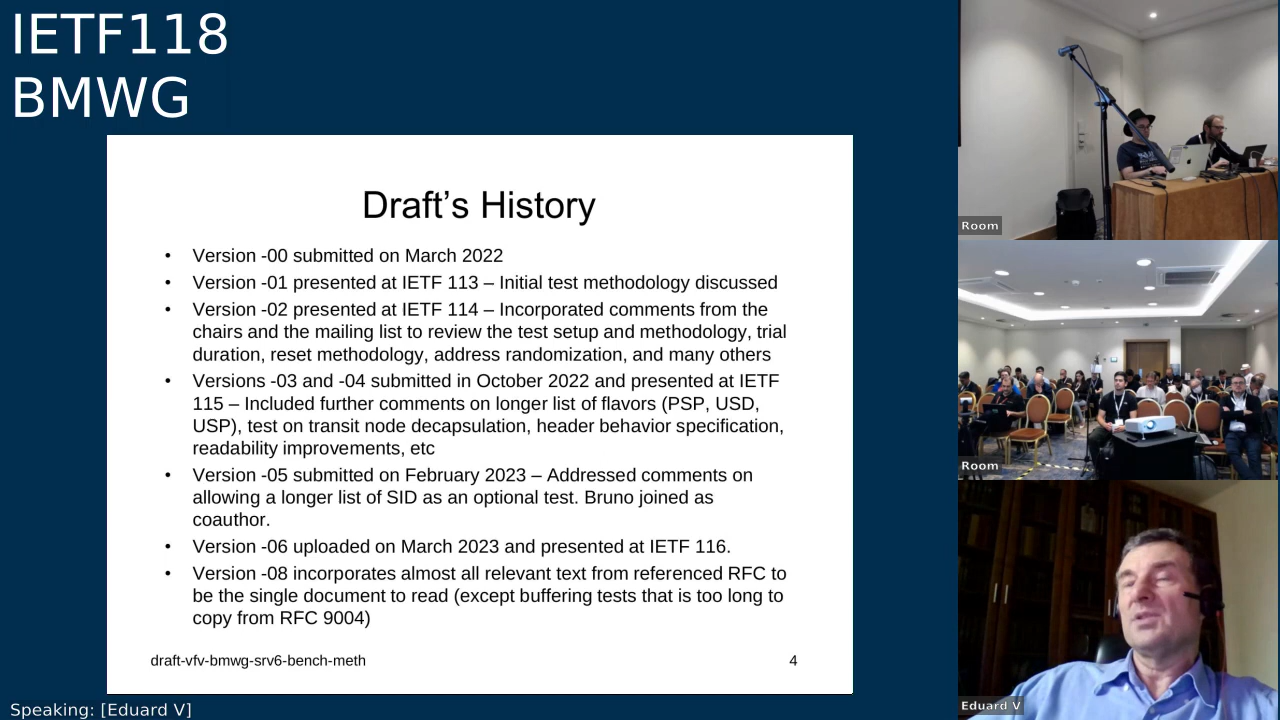 IETF118
BMWG
Draft's History
• Version -00 submitted on March 2022
• Version -01 presented at IETF 113 – Initial test methodology discussed
• Version -02 presented at IETF 114 – Incorporated comments from the
chairs and the mailing list to review the test setup and methodology, trial
duration, reset methodology, address randomization, and many others
• Versions -03 and -04 submitted in October 2022 and presented at IETF
115 – Included further comments on longer list of flavors (PSP, USD,
USP), test on transit node decapsulation, header behavior specification,
readability improvements, etc
• Version -05 submitted on February 2023 – Addressed comments on
allowing a longer list of SID as an optional test. Bruno joined as
coauthor.
• Version -06 uploaded on March 2023 and presented at IETF 116.
• Version -08 incorporates almost all relevant text from referenced RFC to
be the single document to read (except buffering tests that is too long to
copy from RFC 9004)
draft-vfv-bmwg-srv6-bench-meth
4
Speaking: [Eduard V]
Room
Room
Eduard V